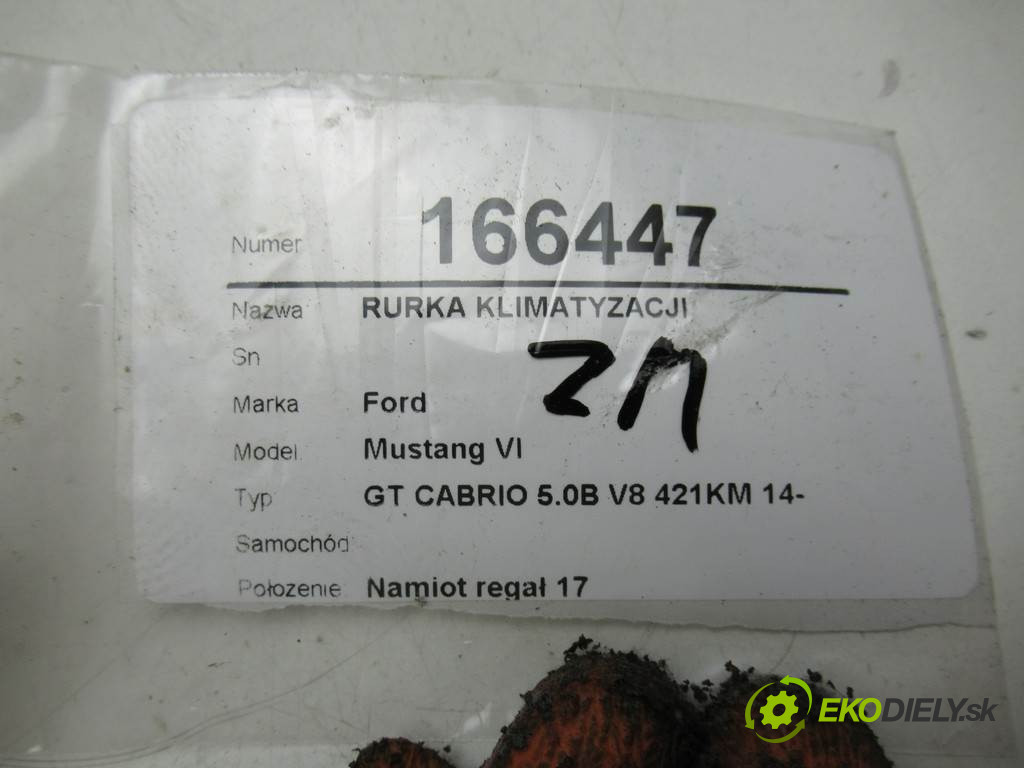 Numer 166447
Nazwa RURKA KLIMATYZACJI
Sn
Marka Ford
Model Mustang VI
Typ GT CABRIO 5.0B V8 421KM 14-
Samochód
Położenie Namiot regał 17
EKODIELY.sk